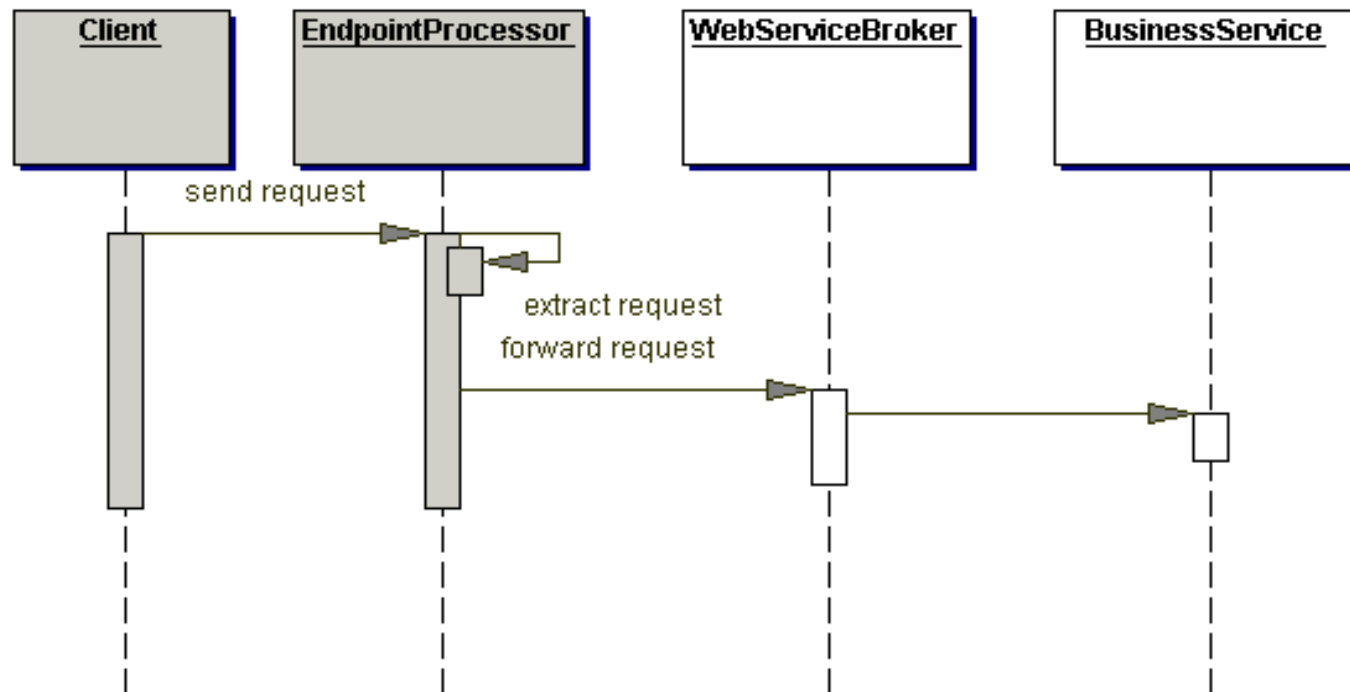 Client
EndpointProcessor
WebServiceBroker
BusinessService
send request
extract request
forward request